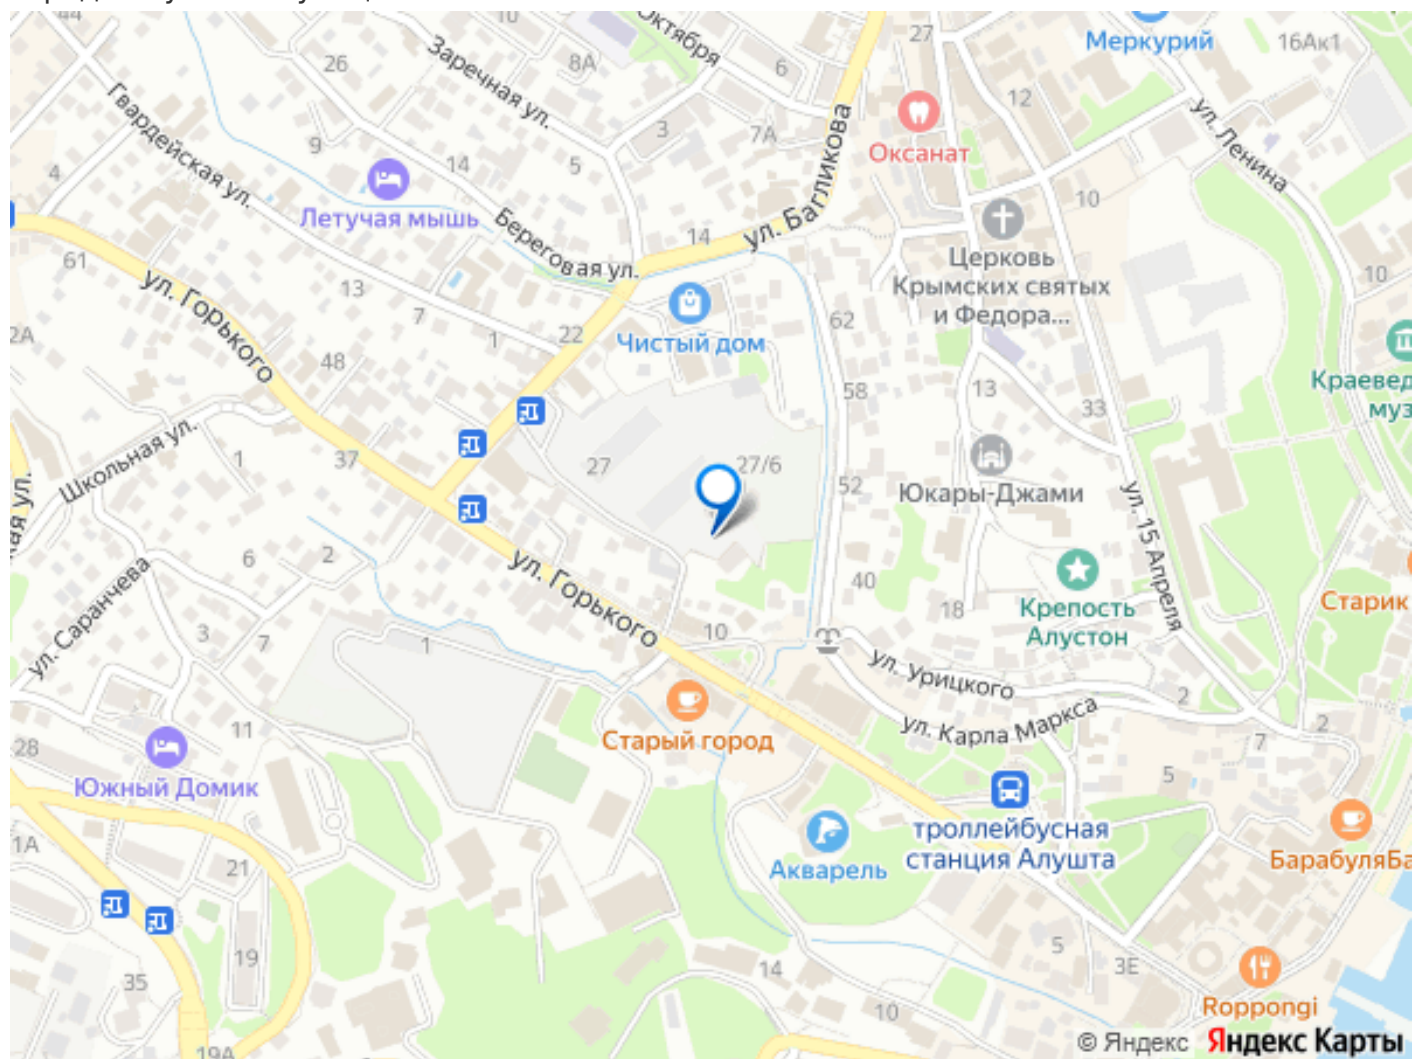 44
10
Октября
27
Меркурий
16Ак1
Заречная ул.
8А
26
6
12
Гвардейская ул.
3
7А
ул. Багликова
Оксанат
ул. Ленина
9
14
5
4
Летучая мышь
Береговая ул.
14
10
Церковь
Крымских святых
и Федора...
61
ул. Горького
13
7
1
22
Чистый дом
62
10
2А
48
58
13
33
Краевед
муз
Школьная ул.
1
37
27
27/6
52
Юкары-Джами
ул. 15 Апреля
ул. Горького
6
2
40
18
Крепость
Алустон
Старик
ул. Саранчева
3
7
1
10
ул. Урицкого
2
ул. Карла Маркса
2
7
11
28
Южный Домик
Старый город
5
троллейбусная
станция Алушта
1А
21
Акварель
БарабуляБа
19
35
14
5
3Е
10
Roppongi
19А
© Яндекс Яндекс Карты